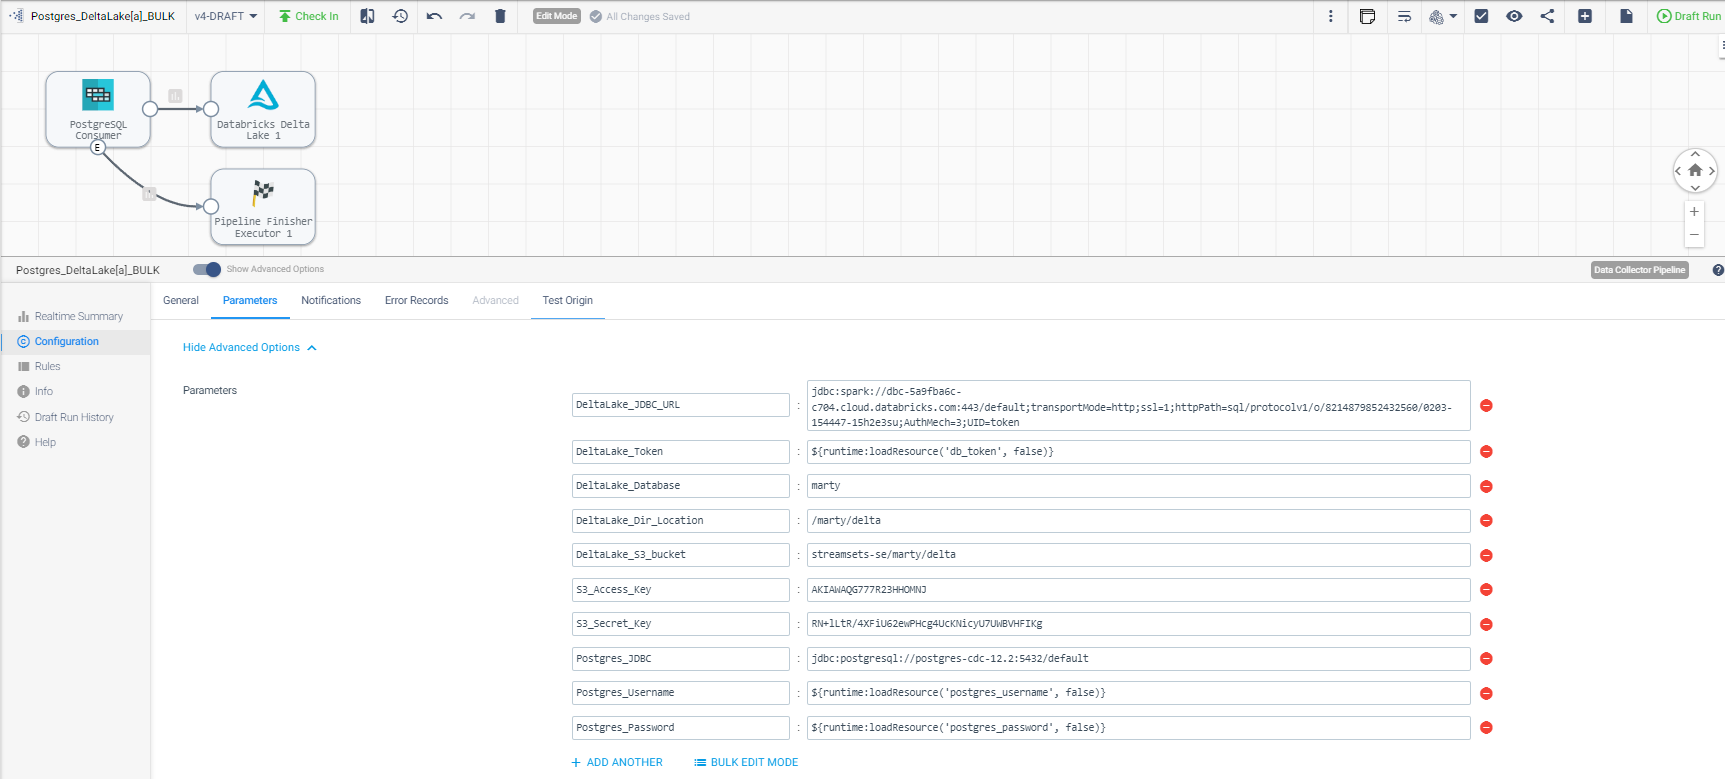 Postgres_DeltaLake[a]_BULK
v4-DRAFT
Check In
Edit Mode
All Changes Saved
Draft Run
PostgreSQL
Consumer
E
Databricks Delta
Lake 1
Pipeline Finisher
Executor 1
Postgres_DeltaLake[a]_BULK
Show Advanced Options
Data Collector Pipeline
?
Realtime Summary
Configuration
Rules
Info
Draft Run History
Help
General
Parameters
Notifications
Error Records
Advanced
Test Origin
Hide Advanced Options
Parameters
DeltaLake_JDBC_URL
:
jdbc:spark://dbc-5a9fba6c-
c704.cloud.databricks.com:443/default;transportMode=http;ssl=1;httpPath=sql/protocolv1/o/8214879852432560/0203-
154447-15h2e3su;AuthMech=3;UID=token
DeltaLake_Token : ${runtime:loadResource('db_token', false)}
DeltaLake_Database : marty
DeltaLake_Dir_Location : /marty/delta
DeltaLake_S3_bucket : streamsets-se/marty/delta
S3_Access_Key : AKIAWAQG777R23HHOMNJ
S3_Secret_Key : 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
Postgres_JDBC : jdbc:postgresql://postgres-cdc-12.2:5432/default
Postgres_Username : ${runtime:loadResource('postgres_username', false)}
Postgres_Password : ${runtime:loadResource('postgres_password', false)}
ADD ANOTHER
BULK EDIT MODE